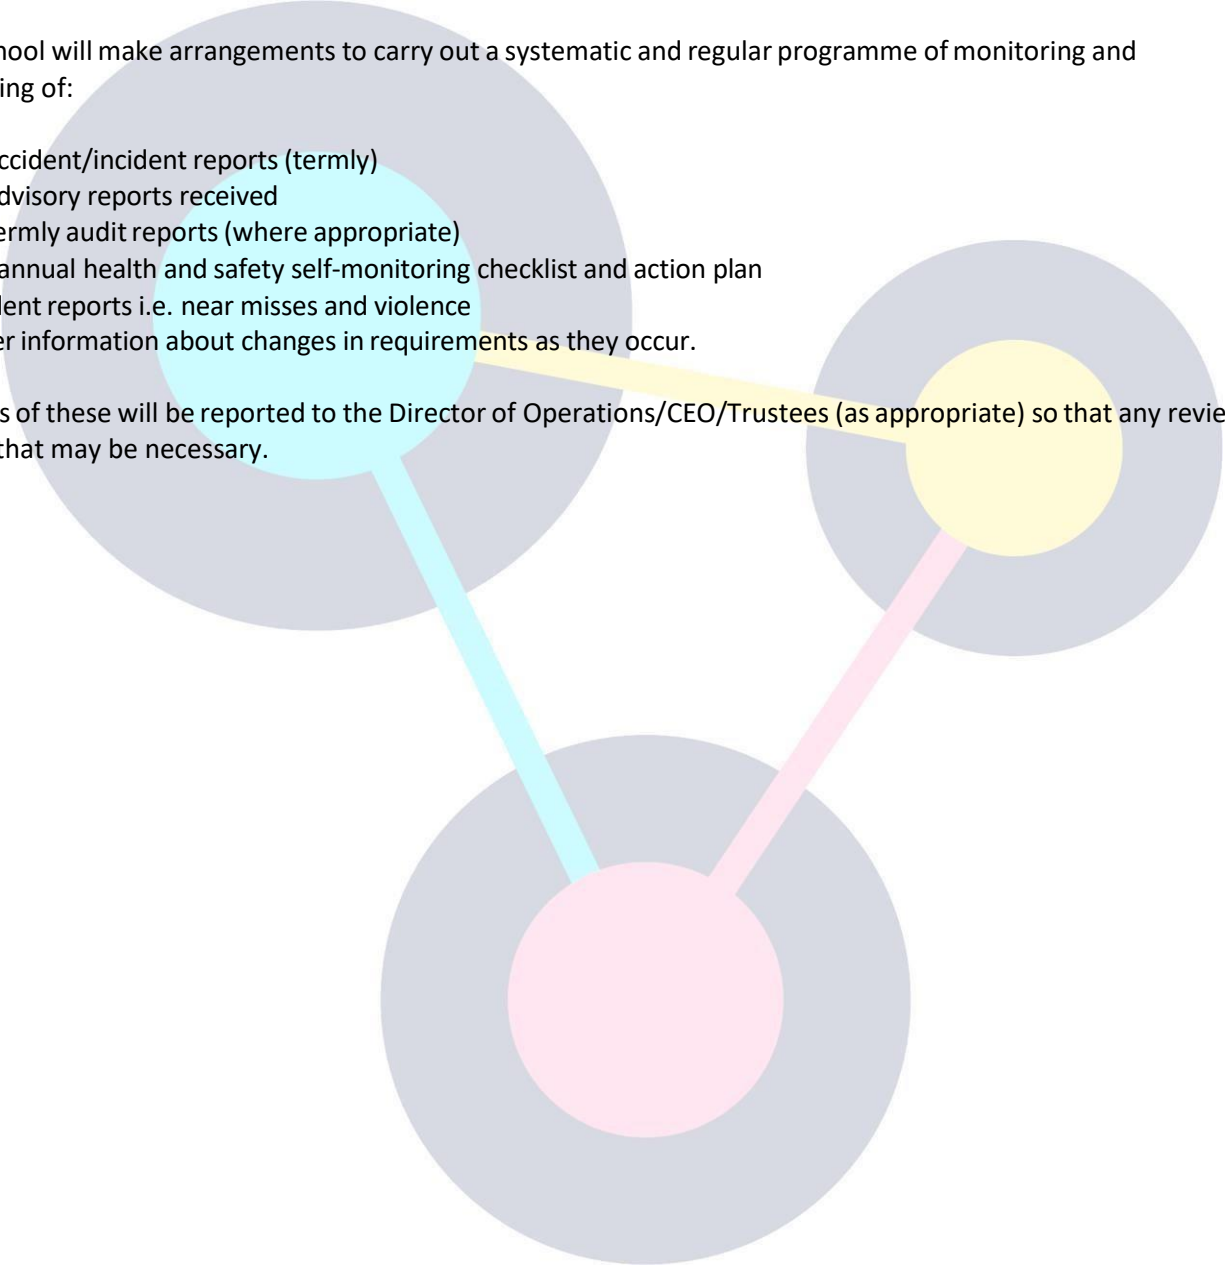 hool will make arrangements to carry out a systematic and regular programme of monitoring and
ing of:
ccident/incident reports (termly)
dvisory reports received
ermly audit reports (where appropriate)
annual health and safety self-monitoring checklist and action plan
lent reports i.e. near misses and violence
er information about changes in requirements as they occur.
s of these will be reported to the Director of Operations/CEO/Trustees (as appropriate) so that any revie
that may be necessary.